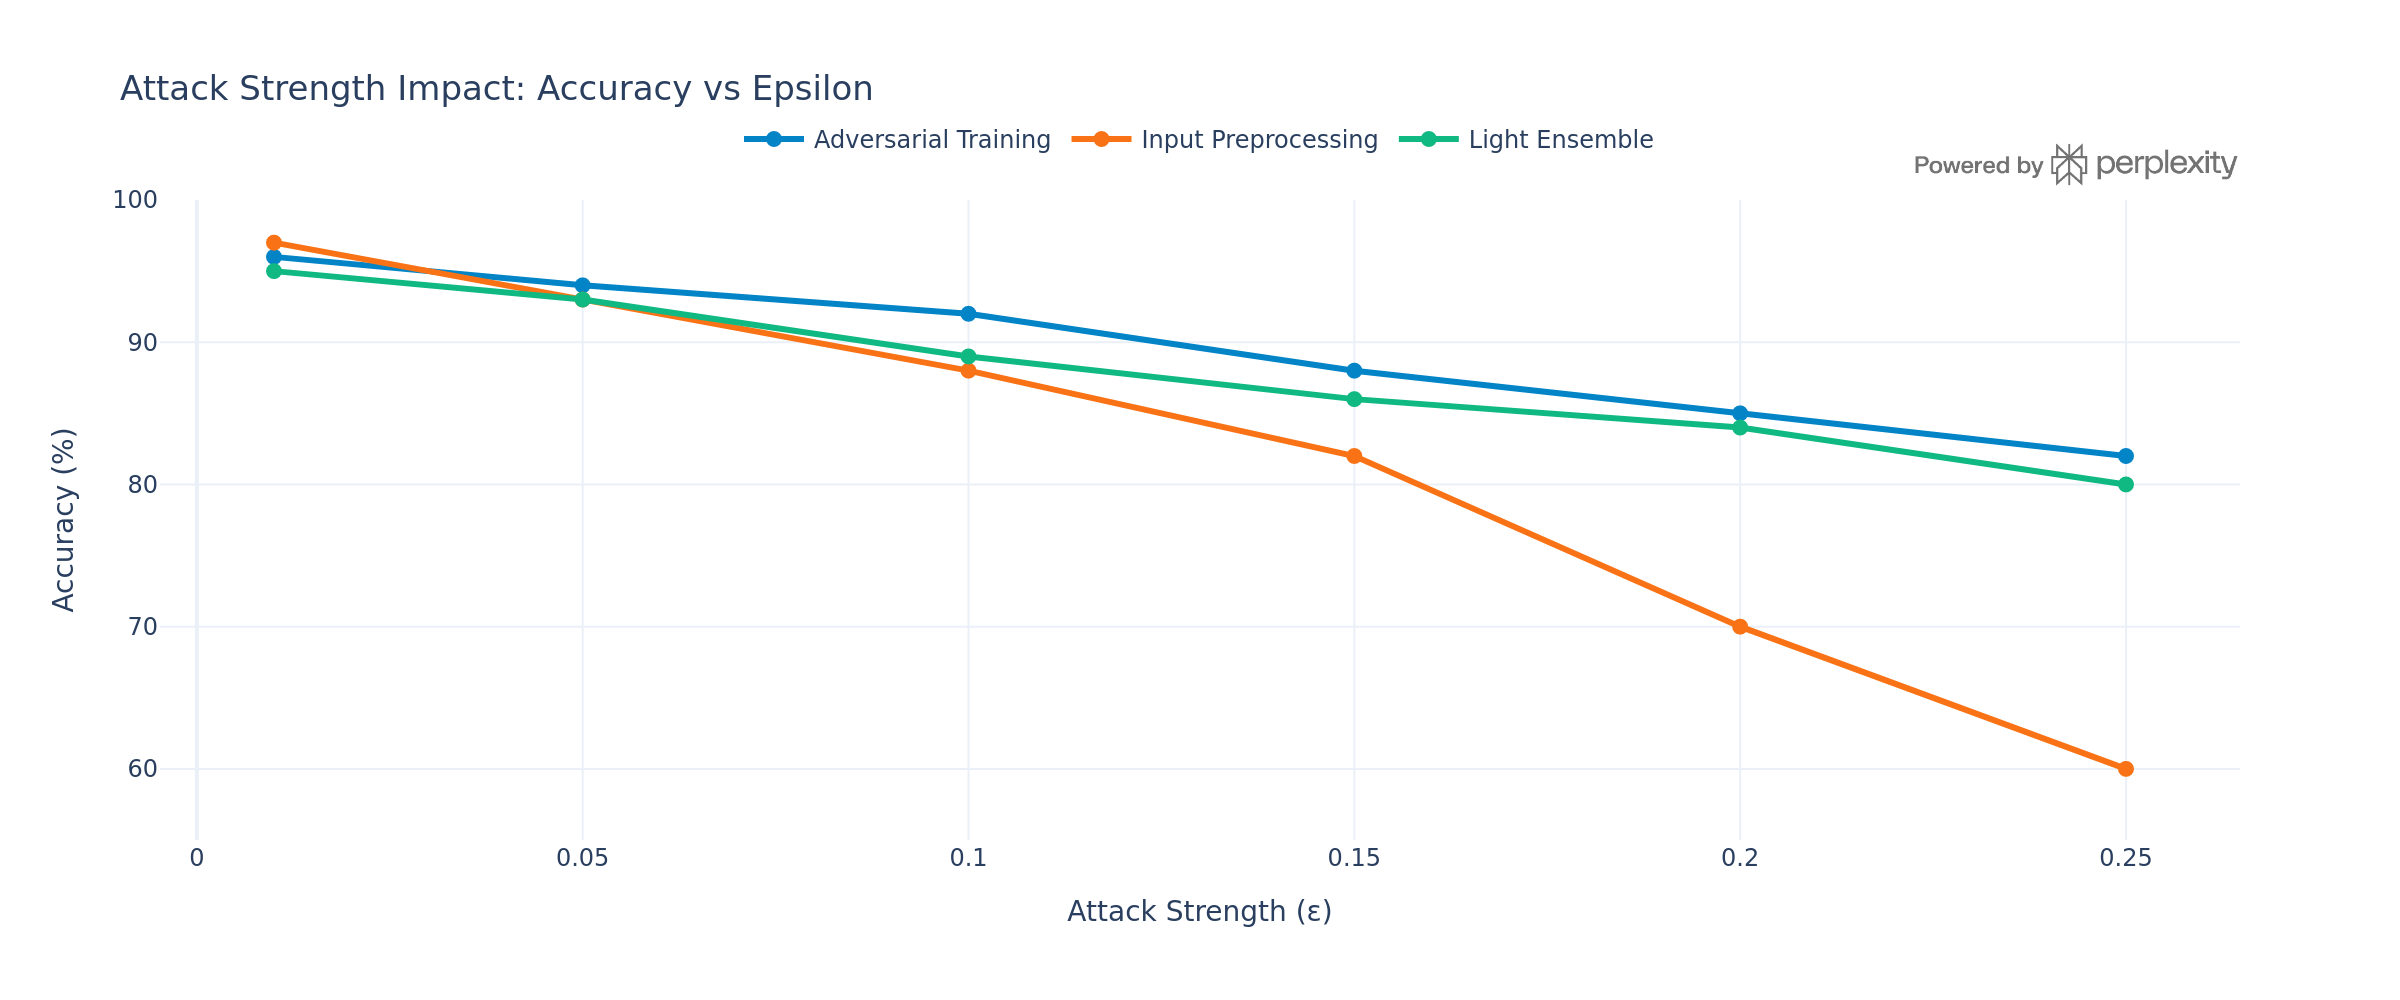 Attack Strength Impact: Accuracy vs Epsilon
Adversarial Training Input Preprocessing Light Ensemble
Powered by perplexity
100
90
80
70
60
Accuracy (%)
0 0.05 0.1 0.15 0.2 0.25
Attack Strength (ε)